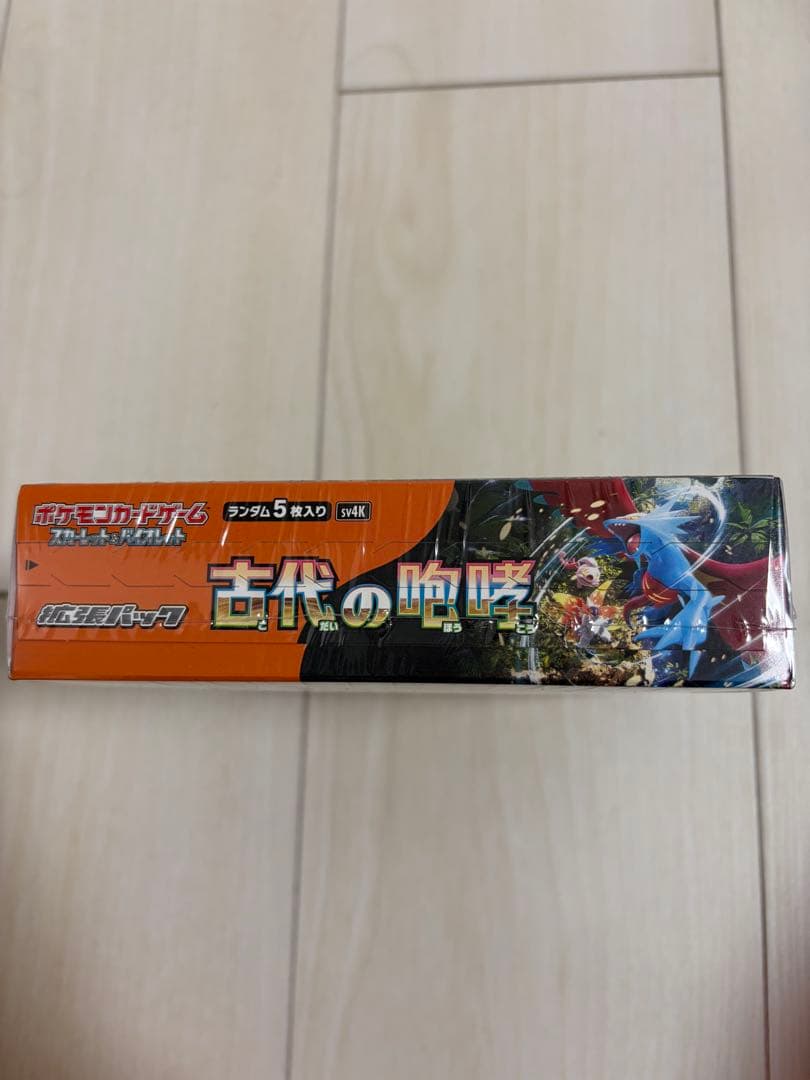 ポケモンカードゲーム
スカーレット&バイオレット
ランダム5枚入り
sv4K
拡張パック
古代の咆哮
こ だい ほう こう